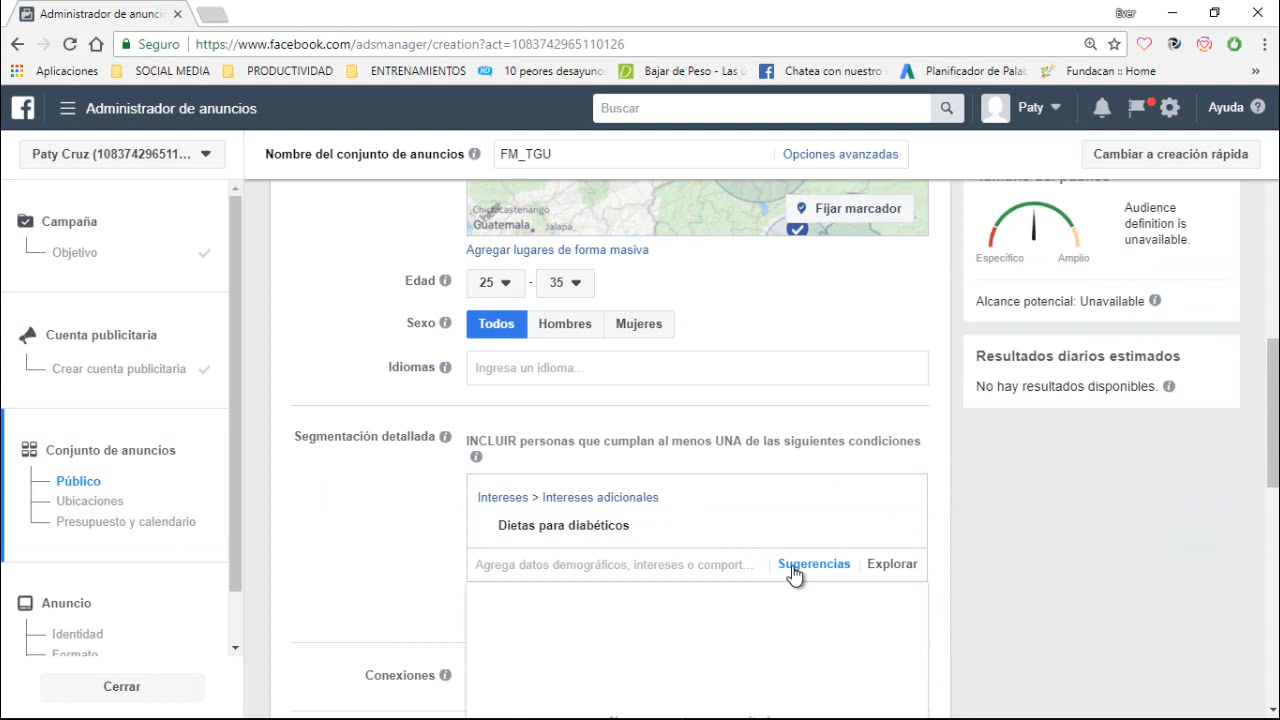 Administrador de anunci
Ever
Seguro
https://www.facebook.com/adsmanager/creation?act=1083742965110126
Aplicaciones
SOCIAL MEDIA
PRODUCTIVIDAD
ENTRENAMIENTOS
10 peores desayuno
Bajar de Peso - Las
Chatea con nuestro
Planificador de Palab
Fundacan :: Home
»
Administrador de anuncios
Buscar
Paty
Ayuda
Paty Cruz (108374296511...
Nombre del conjunto de anuncios
FM_TGU
Opciones avanzadas
Cambiar a creación rápida
Campaña
Objetivo
Cuenta publicitaria
Crear cuenta publicitaria
Conjunto de anuncios
Público
Ubicaciones
Presupuesto y calendario
Anuncio
Identidad
Formato
Cerrar
Chichicastenango
Guatemala
Jalapa
Fijar marcador
Agregar lugares de forma masiva
Edad
25 - 35
Sexo
Todos
Hombres
Mujeres
Idiomas
Ingresa un idioma...
Segmentación detallada
INCLUIR personas que cumplan al menos UNA de las siguientes condiciones
Intereses > Intereses adicionales
Dietas para diabéticos
Agrega datos demográficos, intereses o comport...
Sugerencias
Explorar
Conexiones
Tamaño del público
Específico
Amplio
Audience
definition is
unavailable.
Alcance potencial: Unavailable
Resultados diarios estimados
No hay resultados disponibles.